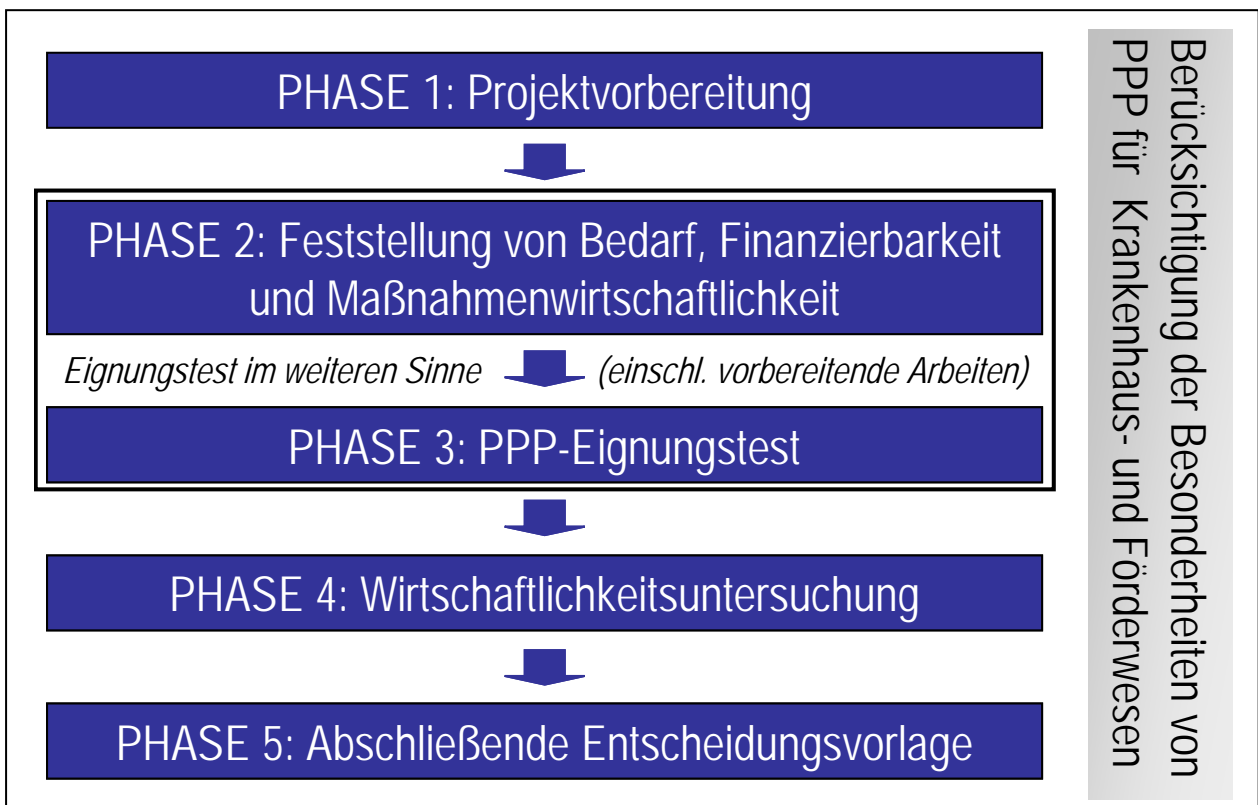 PHASE 1: Projektvorbereitung
PHASE 2: Feststellung von Bedarf, Finanzierbarkeit
und Maßnahmenwirtschaftlichkeit
Eignungstest im weiteren Sinne (einschl. vorbereitende Arbeiten)
PHASE 3: PPP-Eignungstest
PHASE 4: Wirtschaftlichkeitsuntersuchung
PHASE 5: Abschließende Entscheidungsvorlage
Berücksichtigung der Besonderheiten von
PPP für Krankenhaus- und Förderwesen